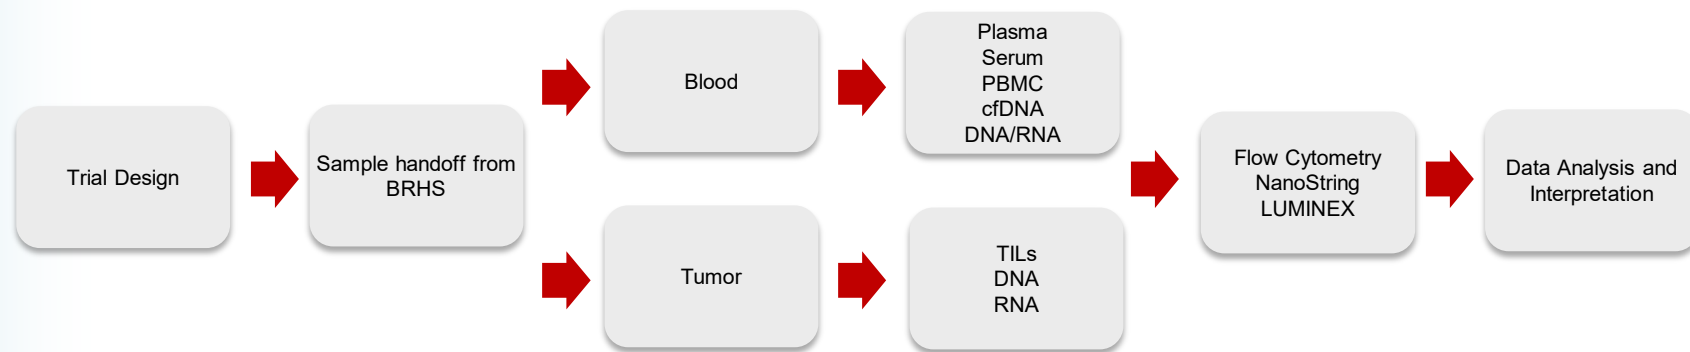 Trial Design
Sample handoff from
BRHS
Blood
Plasma
Serum
PBMC
cfDNA
DNA/RNA
Tumor
TILs
DNA
RNA
Flow Cytometry
NanoString
LUMINEX
Data Analysis and
Interpretation